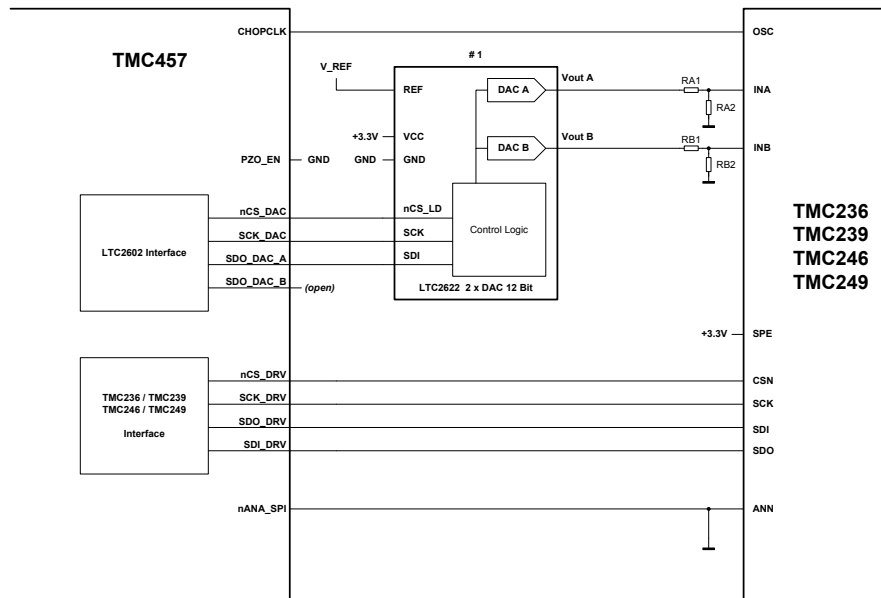 CHOPCLK
OSC
TMC457
# 1
V_REF
REF
DAC A
Vout A
RA1
INA
RA2
+3.3V
VCC
DAC B
Vout B
RB1
INB
PZO_EN
GND
GND
GND
RB2
nCS_DAC
nCS_LD
TMC236
TMC239
TMC246
TMC249
LTC2602 Interface
SCK_DAC
SCK
Control Logic
SDO_DAC_A
SDI
SDO_DAC_B
(open)
LTC2622 2 x DAC 12 Bit
+3.3V
SPE
nCS_DRV
CSN
TMC236 / TMC239
TMC246 / TMC249
Interface
SCK_DRV
SCK
SDO_DRV
SDI
SDI_DRV
SDO
nANA_SPI
ANN